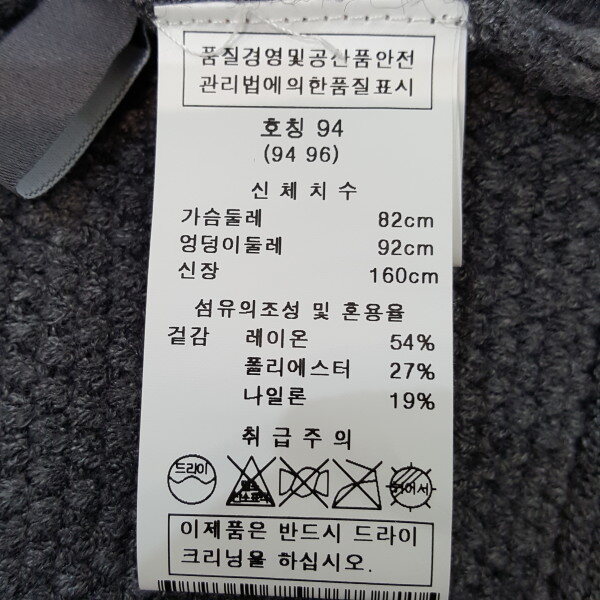 품질경영및공산품안전
관리법에의한품질표시
호칭 94
(94 96)
신체치수
가슴둘레 82cm
엉덩이둘레 92cm
신장 160cm
섬유의조성 및 혼용율
겉감 레이온 54%
폴리에스터 27%
나일론 19%
취급주의
드라이
이제품은 반드시 드라이
크리닝을 하십시오.